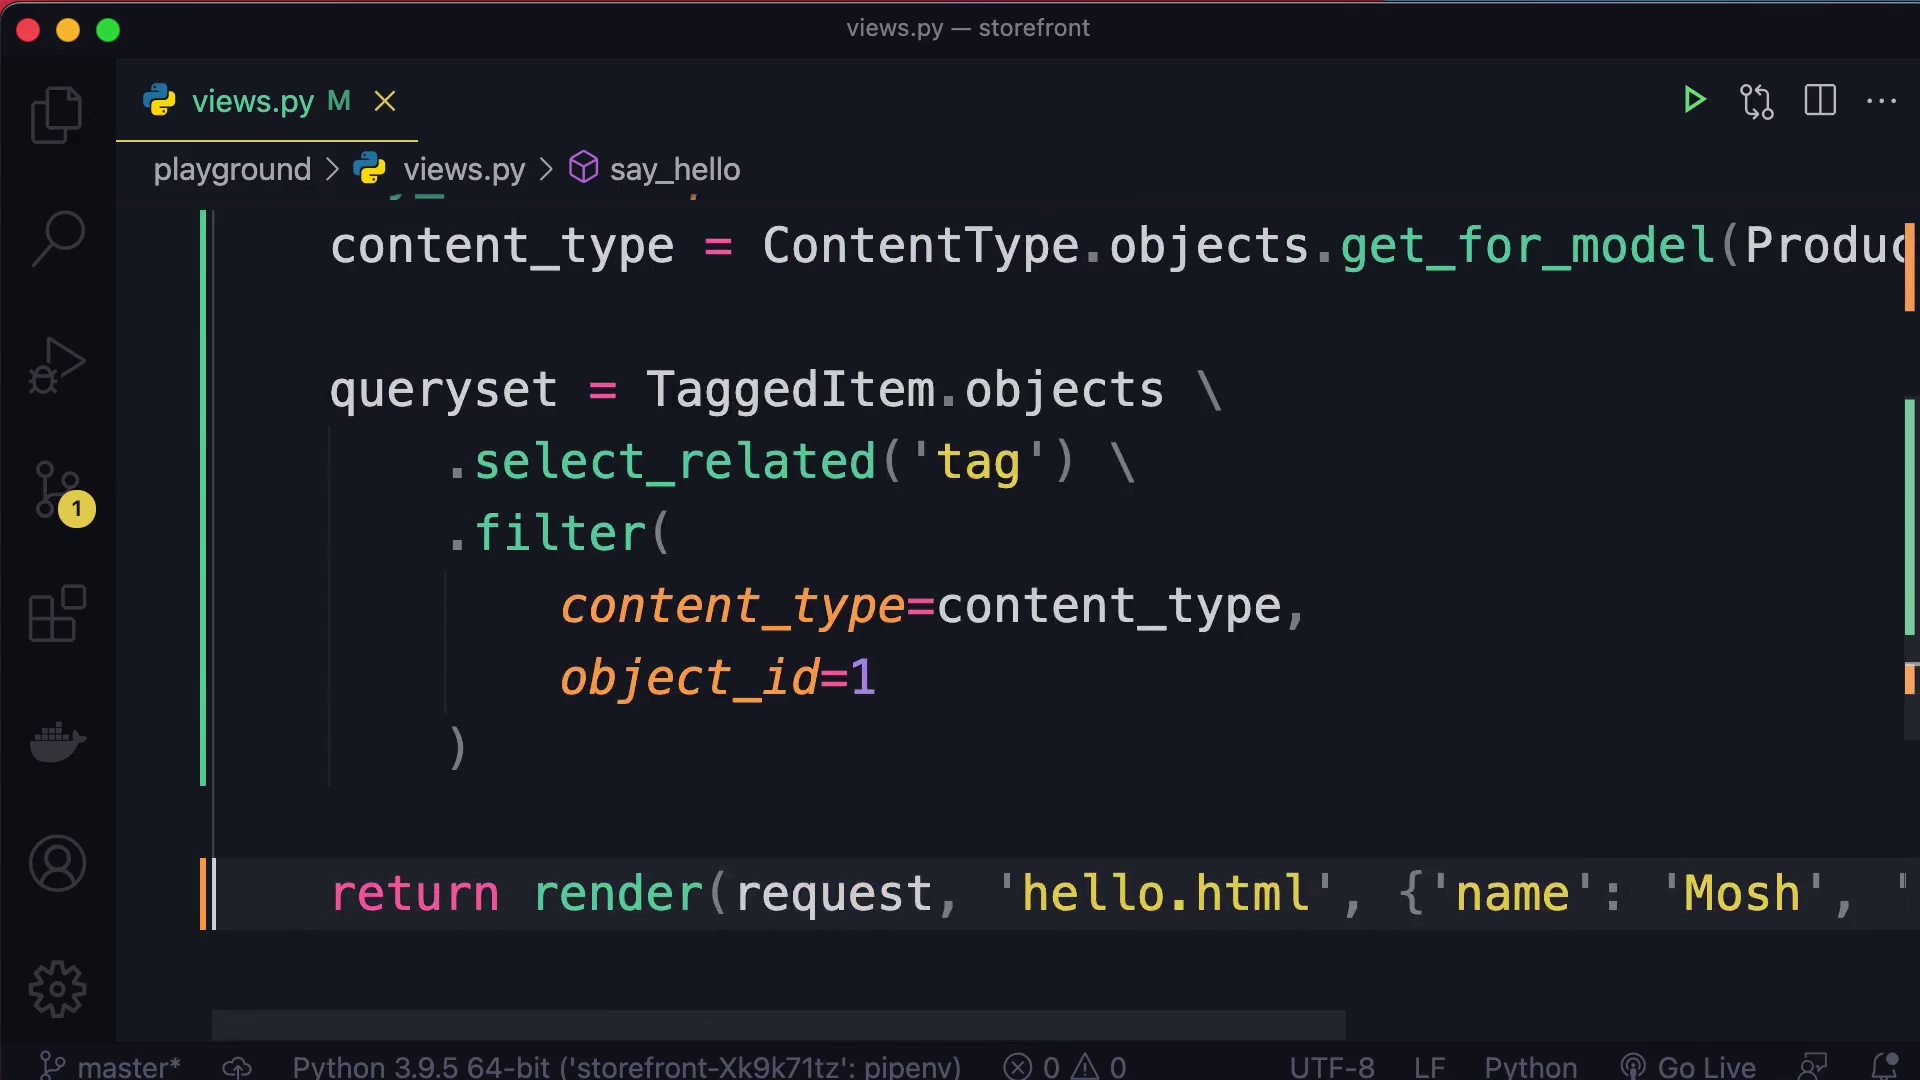 views.py — storefront
views.py M
playground > views.py > say_hello
content_type = ContentType.objects.get_for_model(Produc
queryset = TaggedItem.objects \
.select_related('tag') \
.filter(
content_type=content_type,
object_id=1
)
1
return render(request, 'hello.html', {'name': 'Mosh', '
master* Python 3.9.5 64-bit ('storefront-Xk9k71tz': pipenv) 0 0 UTF-8 LF Python Go Live